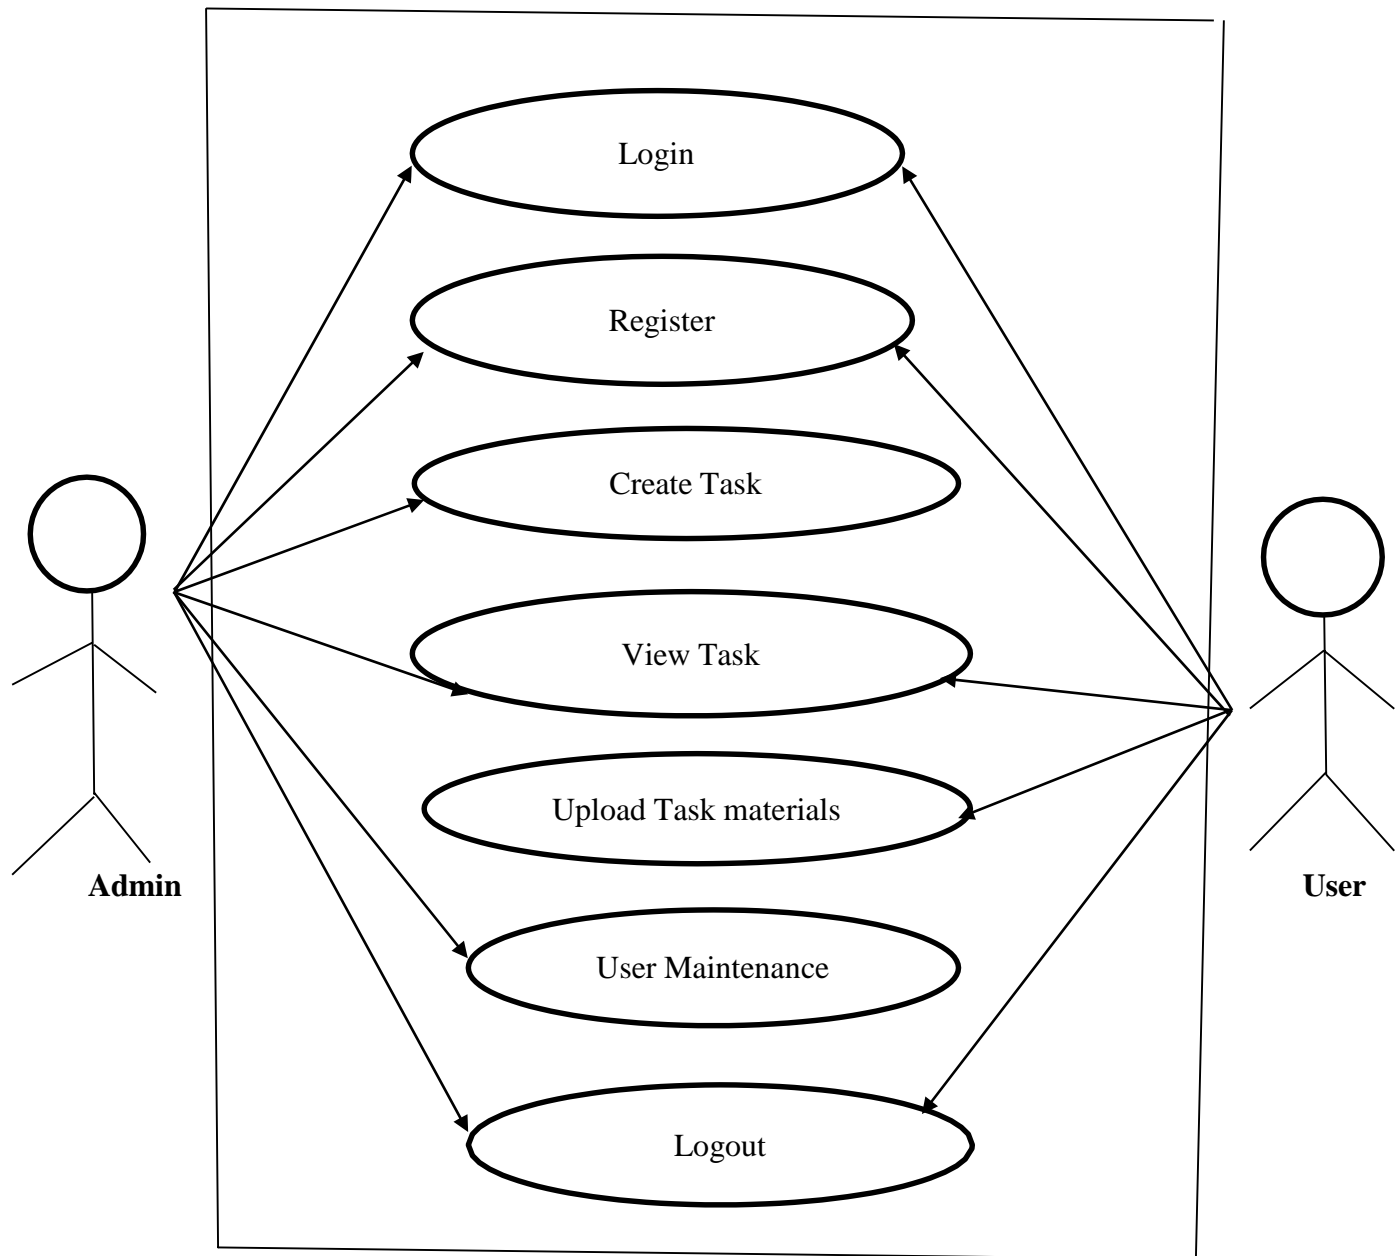 Login
Register
Create Task
View Task
Upload Task materials
Admin
User
User Maintenance
Logout